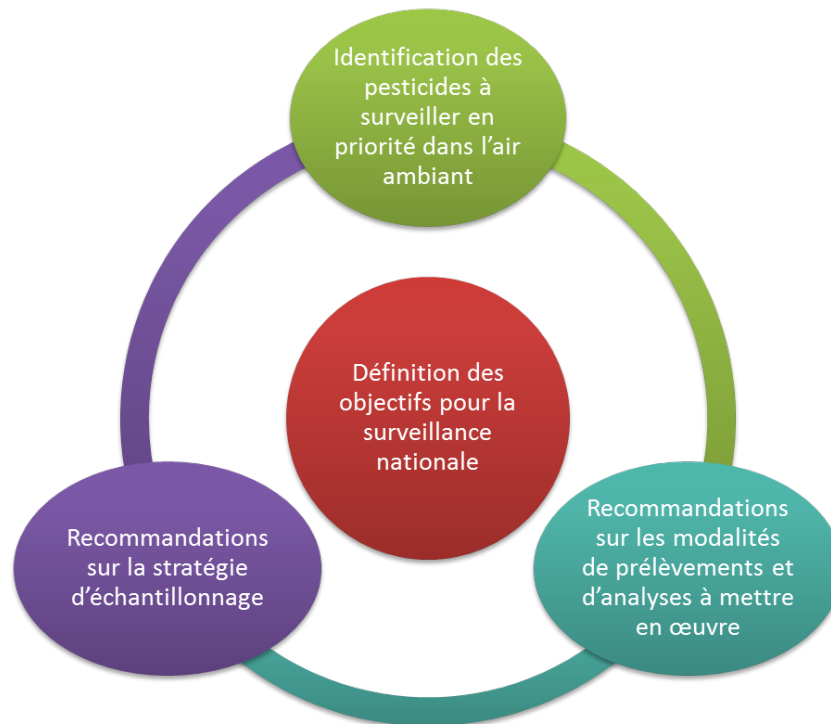 Identification des
pesticides à
surveiller en
priorité dans l’air
ambiant
Définition des
objectifs pour la
surveillance
nationale
Recommandations
sur la stratégie
d’échantillonnage
Recommandations
sur les modalités
de prélèvements et
d’analyses à mettre
en œuvre